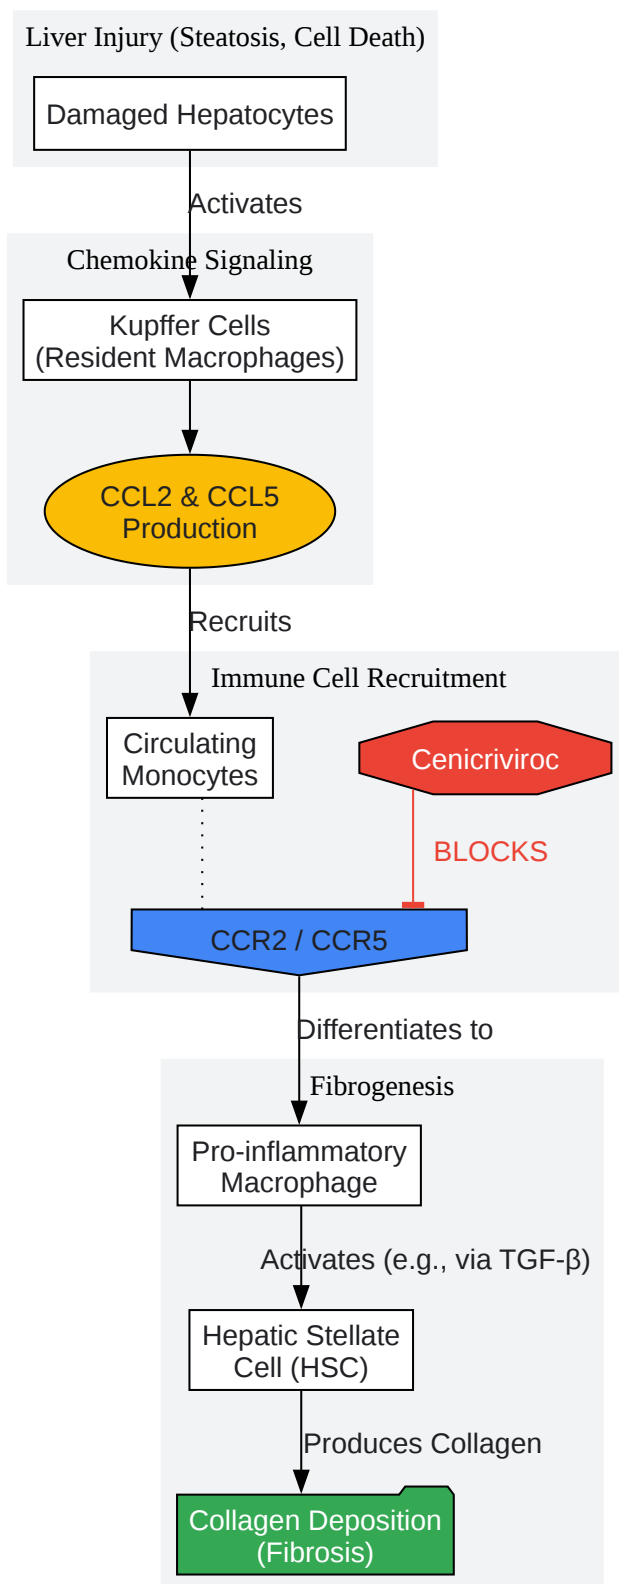 Liver Injury (Steatosis, Cell Death)
Damaged Hepatocytes
Activates
Chemokine Signaling
Kupffer Cells
(Resident Macrophages)
CCL2 & CCL5
Production
Recruits
Immune Cell Recruitment
Circulating
Monocytes
Cenicriviroc
BLOCKS
CCR2 / CCR5
Differentiates to
Fibrogenesis
Pro-inflammatory
Macrophage
Activates (e.g., via TGF-β)
Hepatic Stellate
Cell (HSC)
Produces Collagen
Collagen Deposition
(Fibrosis)